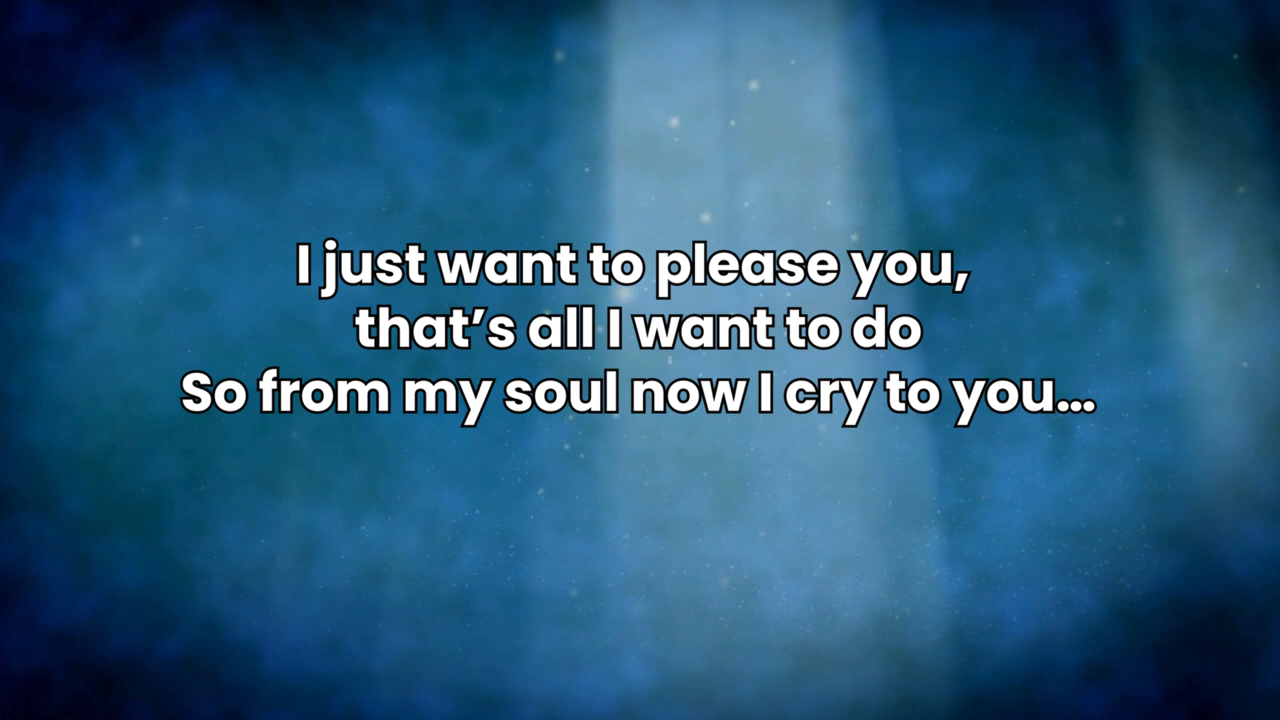 I just want to please you,
that’s all I want to do
So from my soul now I cry to you...